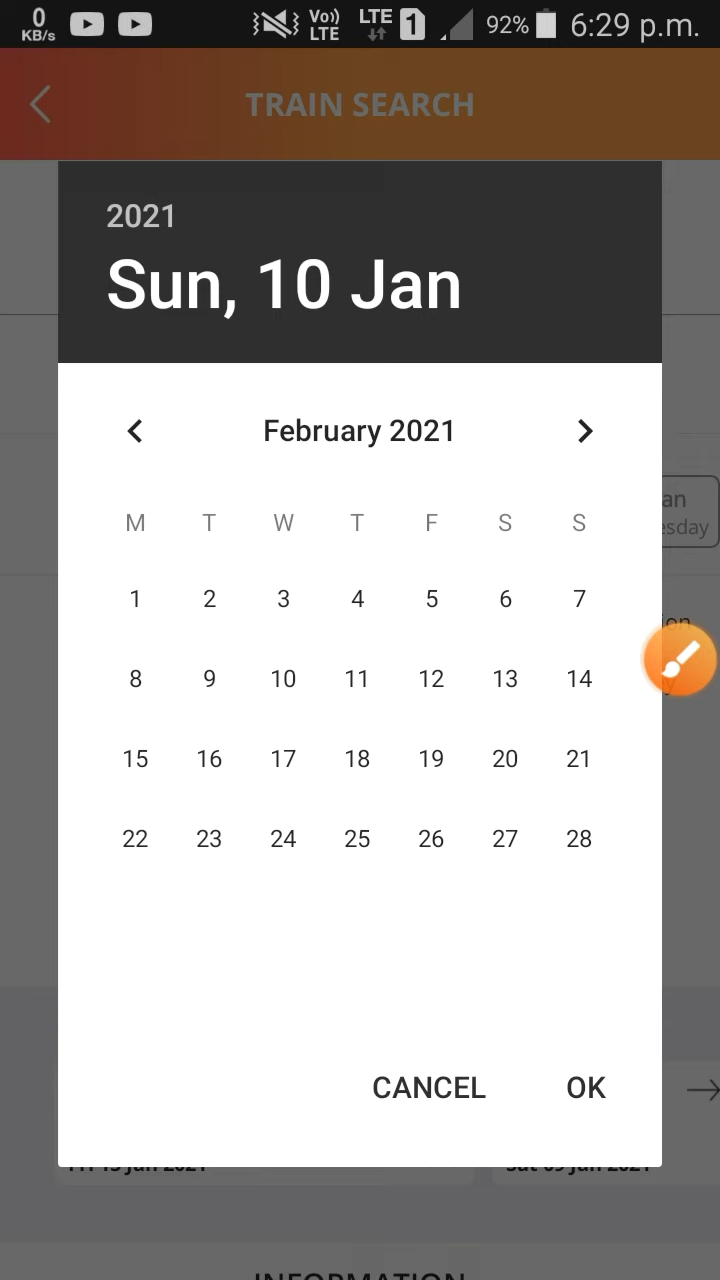 0
KB/s
Vo))
LTE
LTE
1
92%
6:29 p.m.
TRAIN SEARCH
2021
Sun, 10 Jan
February 2021
M T W T F S S
1 2 3 4 5 6 7
8 9 10 11 12 13 14
15 16 17 18 19 20 21
22 23 24 25 26 27 28
CANCEL OK